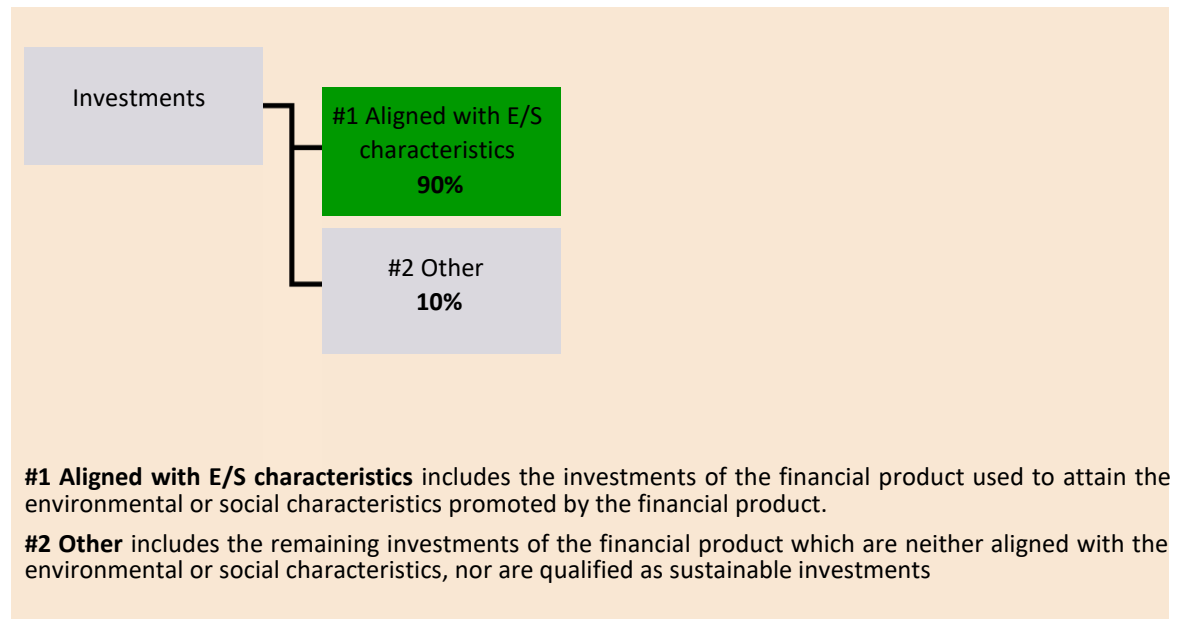 Investments
#1 Aligned with E/S
characteristics
90%
#2 Other
10%
#1 Aligned with E/S characteristics includes the investments of the financial product used to attain the
environmental or social characteristics promoted by the financial product.
#2 Other includes the remaining investments of the financial product which are neither aligned with the
environmental or social characteristics, nor are qualified as sustainable investments